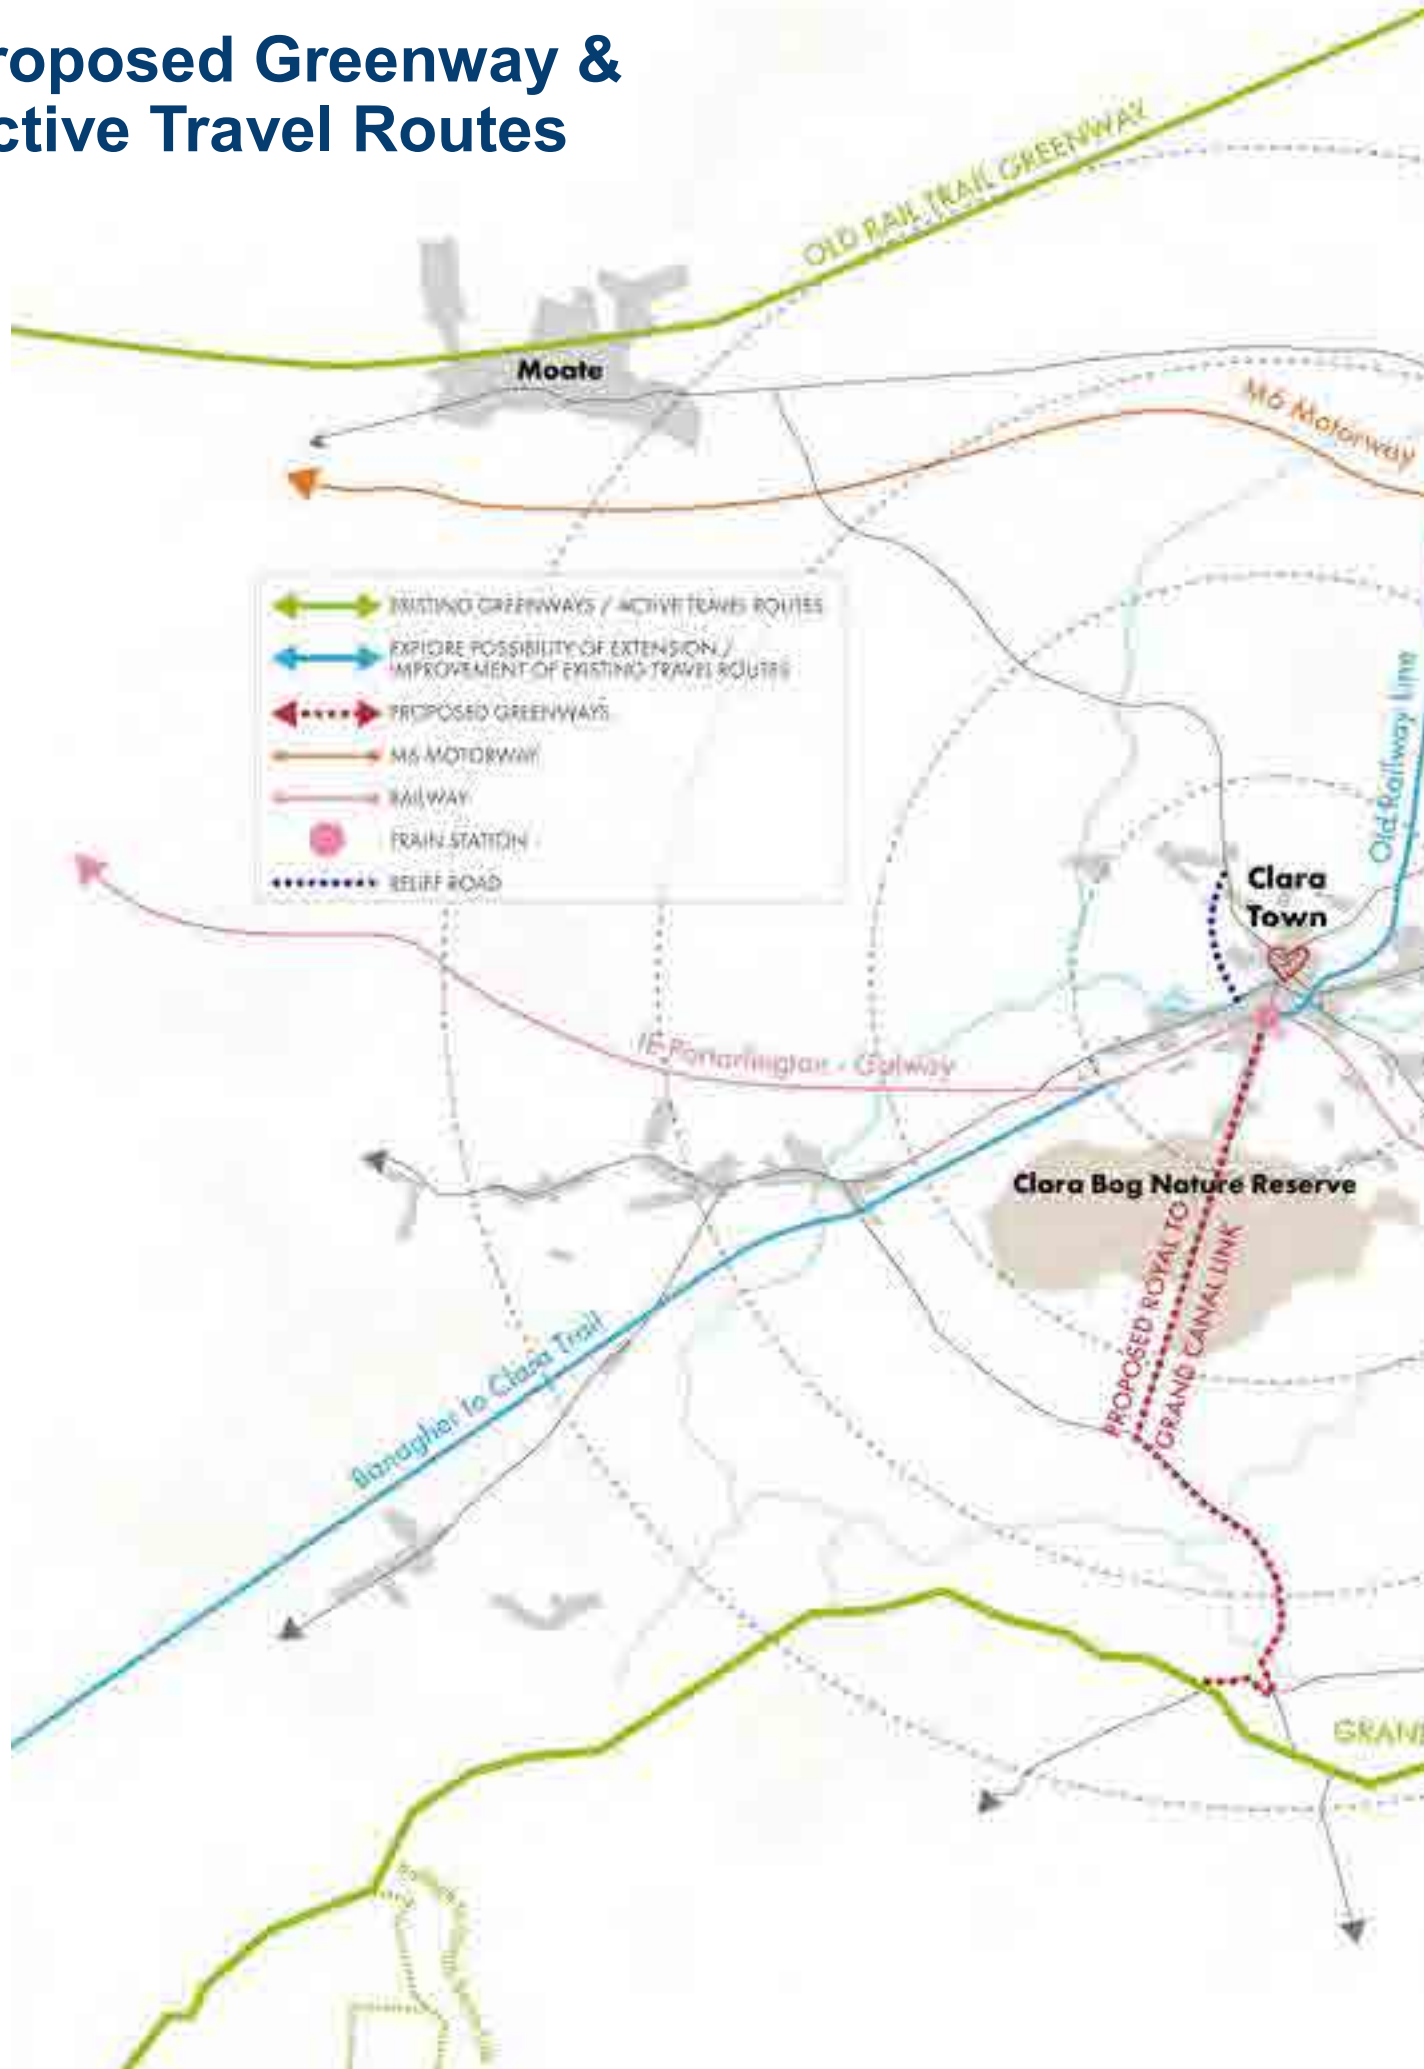 roposed Greenway &
ctive Travel Routes
OLD RAIL TRAIL GREENWAY
Moate
M6 Motorway
EXISTING GREENWAYS / ACTIVE TRAVEL ROUTES
EXPLORE POSSIBILITY OF EXTENSION /
IMPROVEMENT OF EXISTING TRAVEL ROUTES
PROPOSED GREENWAYS
M6 MOTORWAY
RAILWAY
TRAIN STATION
RELIEF ROAD
Old Railway Line
Clara
Town
IE Portarlington - Galway
Clara Bog Nature Reserve
PROPOSED ROYAL TO
GRAND CANAL LINK
Banagher to Clara Trail
GRAND